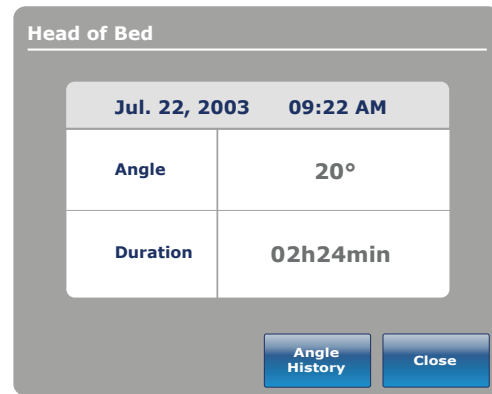 Head of Bed
Jul. 22, 2003 09:22 AM
Angle 20°
Duration 02h24min
Angle
History
Close